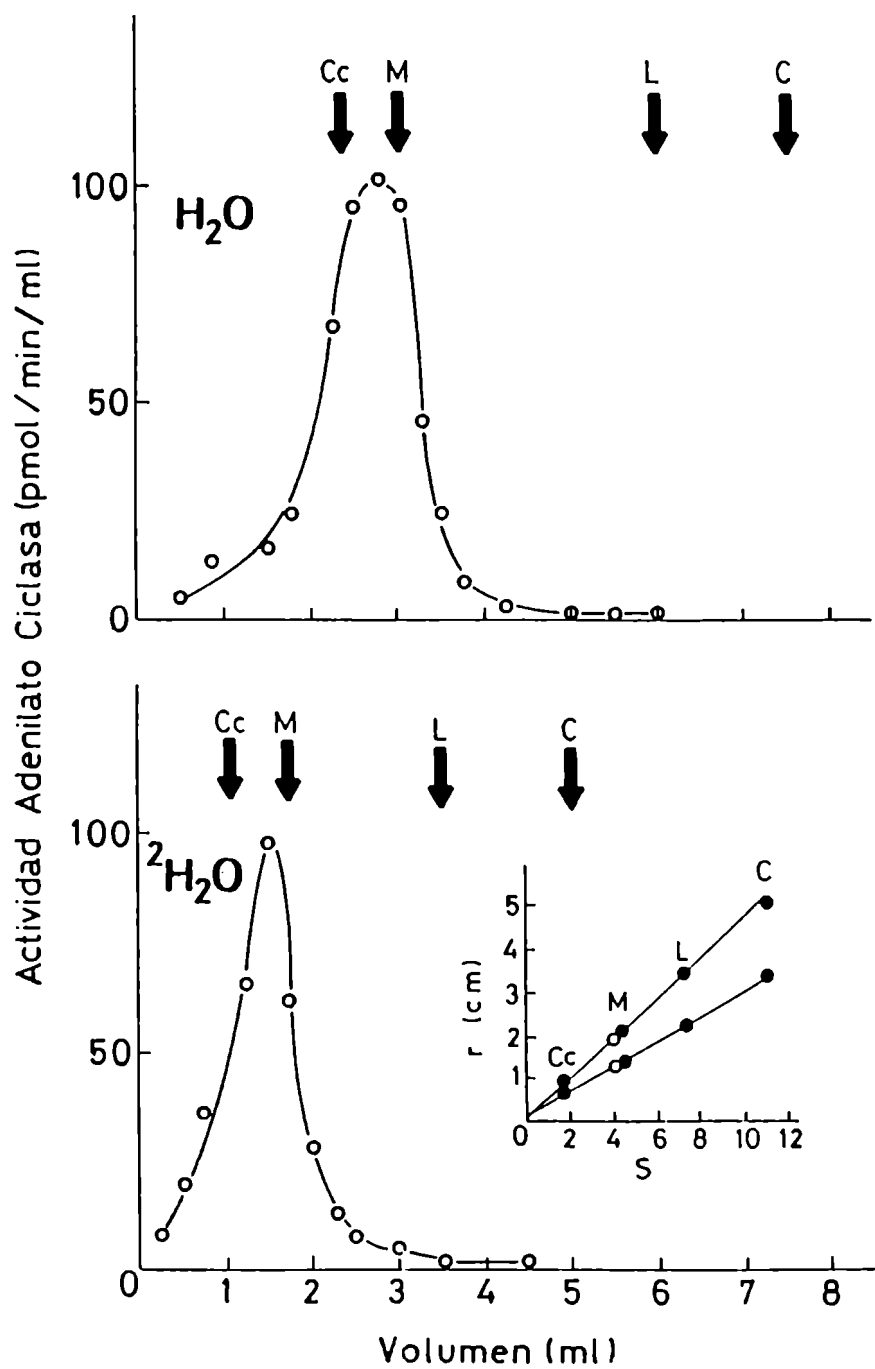 Cc M L C
100
H₂O
50
0
Actividad Adenilato Ciclasa (pmol/min/ml)
Cc M L C
100
²H₂O
50
0 1 2 3 4 5 6 7 8
Volumen (ml)
C
5
L
4
3
M
2
Cc
1
r (cm)
0 2 4 6 8 10 12
S